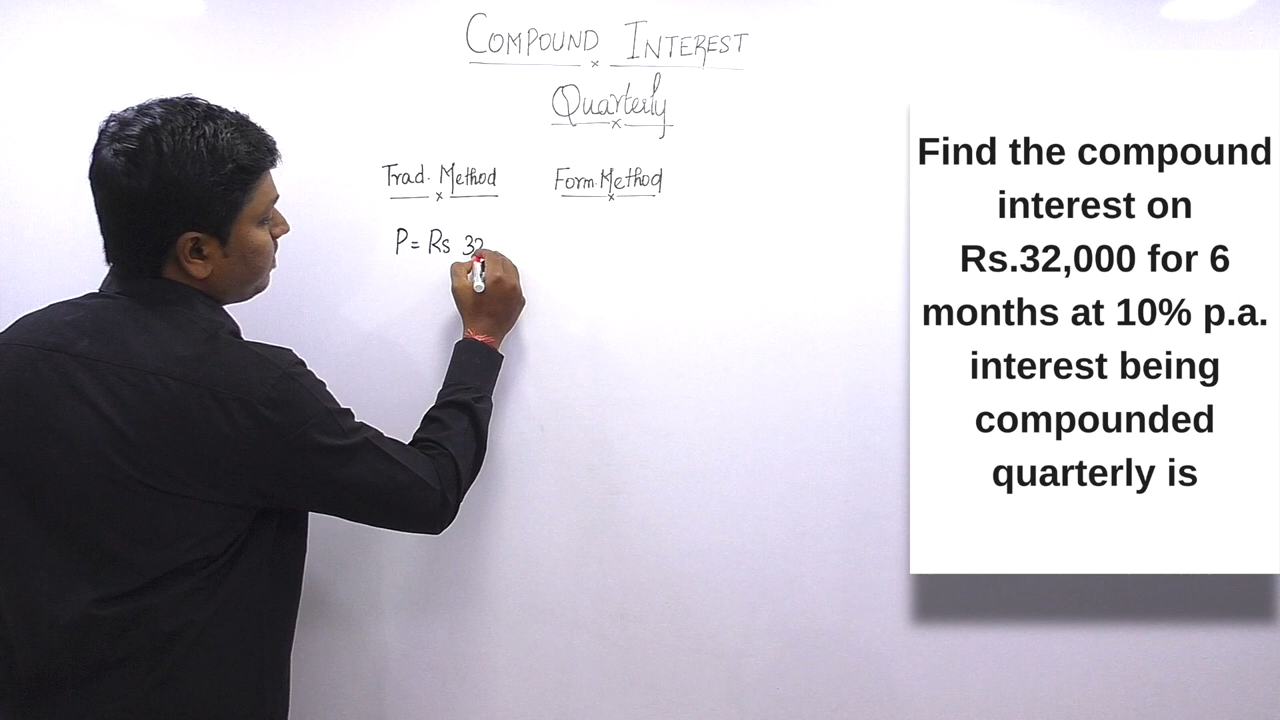 COMPOUND INTEREST
Quarterly
Trad. Method Form. Method
P = Rs 32
Find the compound
interest on
Rs.32,000 for 6
months at 10% p.a.
interest being
compounded
quarterly is